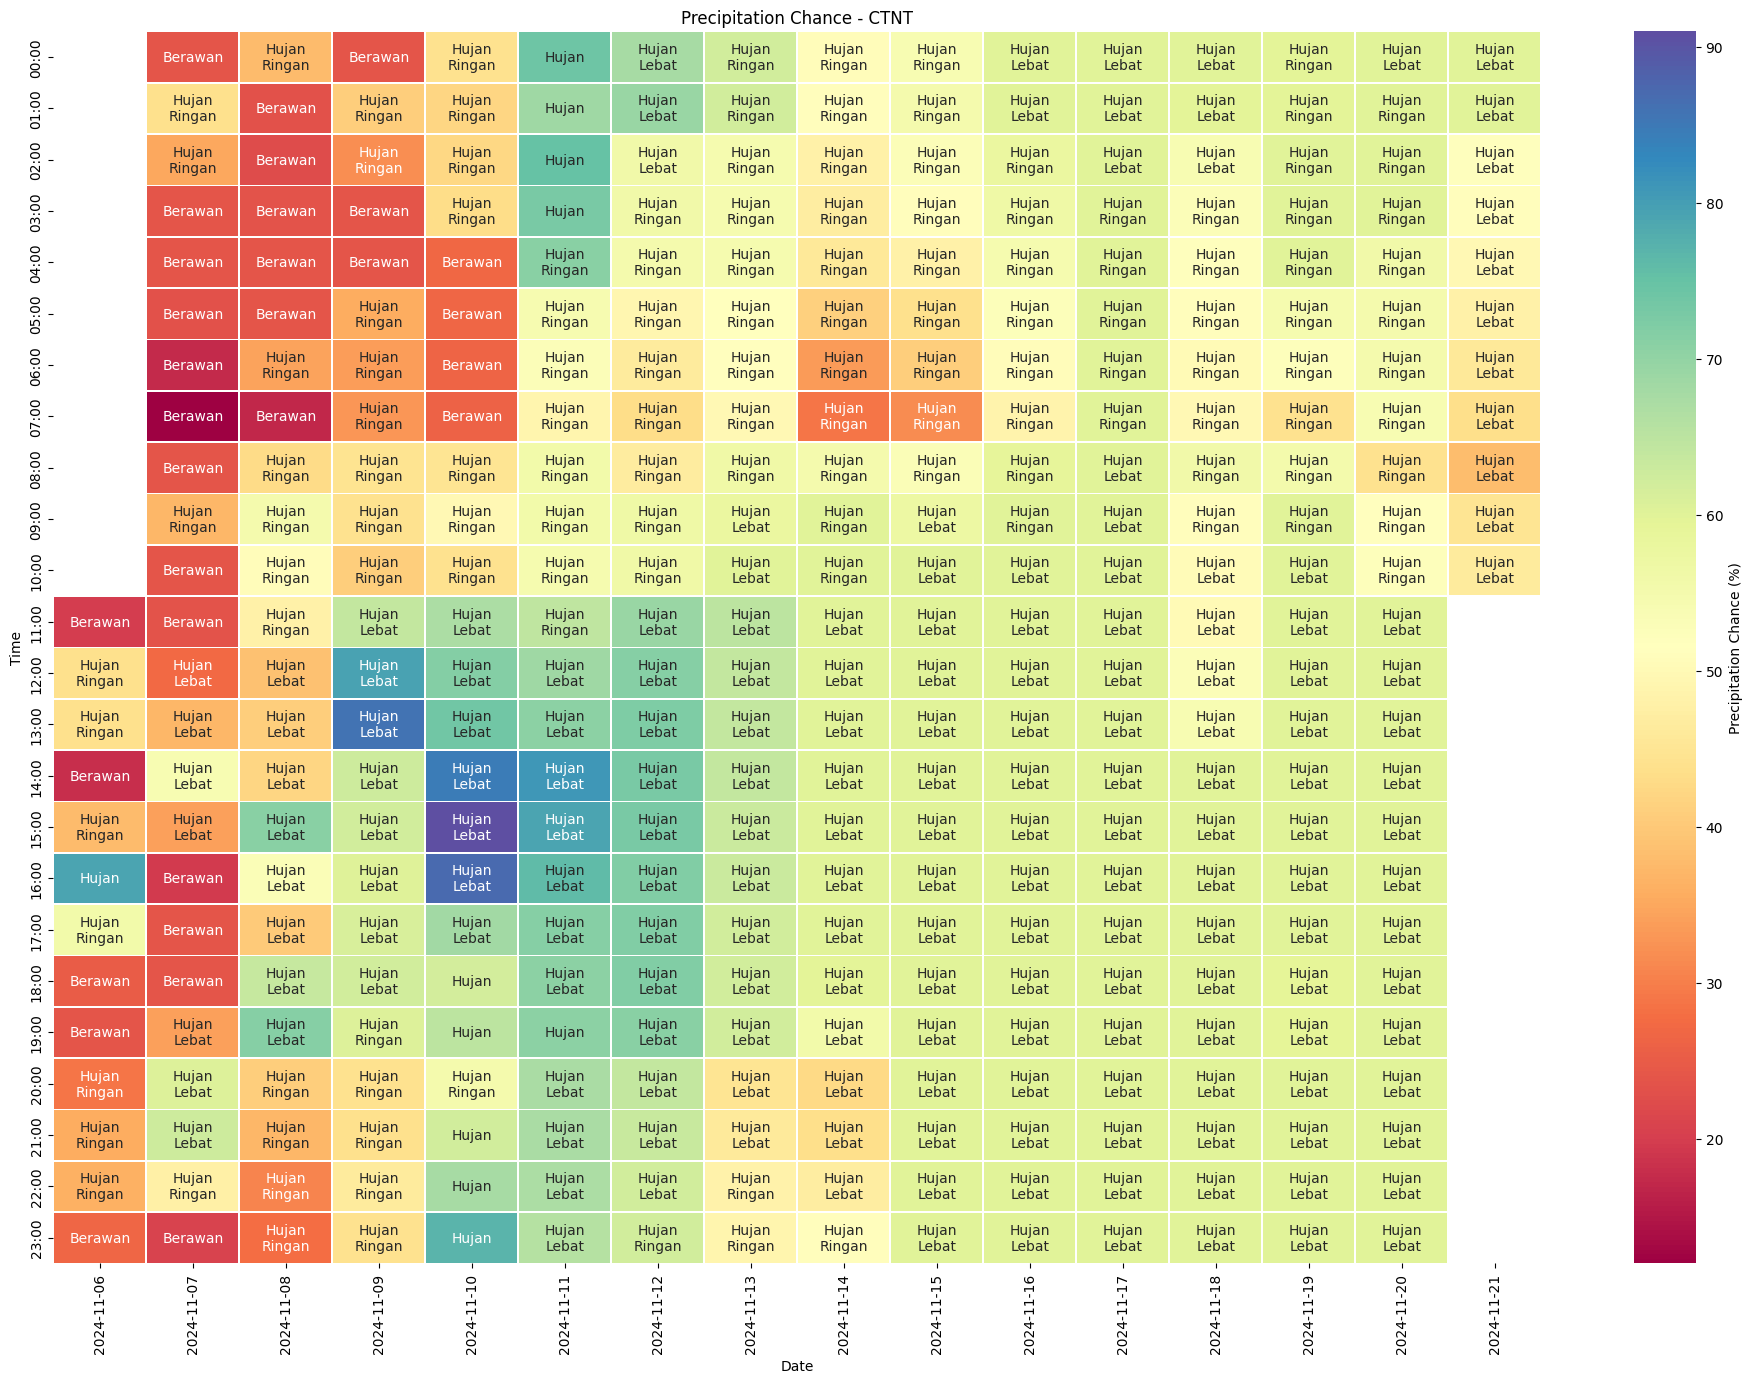 Precipitation Chance - CTNT
00:00 Berawan Hujan Ringan Berawan Hujan Ringan Hujan Hujan Lebat Hujan Ringan Hujan Ringan Hujan Ringan Hujan Lebat Hujan Lebat Hujan Lebat Hujan Ringan Hujan Lebat Hujan Lebat
01:00 Hujan Ringan Berawan Hujan Ringan Hujan Ringan Hujan Hujan Lebat Hujan Ringan Hujan Ringan Hujan Ringan Hujan Lebat Hujan Lebat Hujan Lebat Hujan Ringan Hujan Ringan Hujan Lebat
02:00 Hujan Ringan Berawan Hujan Ringan Hujan Ringan Hujan Hujan Lebat Hujan Ringan Hujan Ringan Hujan Ringan Hujan Ringan Hujan Lebat Hujan Lebat Hujan Ringan Hujan Ringan Hujan Lebat
03:00 Berawan Berawan Berawan Hujan Ringan Hujan Hujan Ringan Hujan Ringan Hujan Ringan Hujan Ringan Hujan Ringan Hujan Ringan Hujan Ringan Hujan Ringan Hujan Ringan Hujan Lebat
04:00 Berawan Berawan Berawan Berawan Hujan Ringan Hujan Ringan Hujan Ringan Hujan Ringan Hujan Ringan Hujan Ringan Hujan Ringan Hujan Ringan Hujan Ringan Hujan Ringan Hujan Lebat
05:00 Berawan Berawan Hujan Ringan Berawan Hujan Ringan Hujan Ringan Hujan Ringan Hujan Ringan Hujan Ringan Hujan Ringan Hujan Ringan Hujan Ringan Hujan Ringan Hujan Ringan Hujan Lebat
06:00 Berawan Hujan Ringan Hujan Ringan Berawan Hujan Ringan Hujan Ringan Hujan Ringan Hujan Ringan Hujan Ringan Hujan Ringan Hujan Ringan Hujan Ringan Hujan Ringan Hujan Ringan Hujan Lebat
07:00 Berawan Berawan Hujan Ringan Berawan Hujan Ringan Hujan Ringan Hujan Ringan Hujan Ringan Hujan Ringan Hujan Ringan Hujan Ringan Hujan Ringan Hujan Ringan Hujan Ringan Hujan Lebat
08:00 Berawan Hujan Ringan Hujan Ringan Hujan Ringan Hujan Ringan Hujan Ringan Hujan Ringan Hujan Ringan Hujan Ringan Hujan Ringan Hujan Lebat Hujan Ringan Hujan Ringan Hujan Ringan Hujan Lebat
09:00 Hujan Ringan Hujan Ringan Hujan Ringan Hujan Ringan Hujan Ringan Hujan Ringan Hujan Lebat Hujan Ringan Hujan Lebat Hujan Ringan Hujan Lebat Hujan Ringan Hujan Ringan Hujan Ringan Hujan Lebat
10:00 Berawan Hujan Ringan Hujan Ringan Hujan Ringan Hujan Ringan Hujan Ringan Hujan Lebat Hujan Ringan Hujan Lebat Hujan Lebat Hujan Lebat Hujan Lebat Hujan Lebat Hujan Ringan Hujan Lebat
11:00 Berawan Berawan Hujan Ringan Hujan Lebat Hujan Lebat Hujan Ringan Hujan Lebat Hujan Lebat Hujan Lebat Hujan Lebat Hujan Lebat Hujan Lebat Hujan Lebat Hujan Lebat Hujan Lebat
12:00 Hujan Ringan Hujan Lebat Hujan Lebat Hujan Lebat Hujan Lebat Hujan Lebat Hujan Lebat Hujan Lebat Hujan Lebat Hujan Lebat Hujan Lebat Hujan Lebat Hujan Lebat Hujan Lebat Hujan Lebat
13:00 Hujan Ringan Hujan Lebat Hujan Lebat Hujan Lebat Hujan Lebat Hujan Lebat Hujan Lebat Hujan Lebat Hujan Lebat Hujan Lebat Hujan Lebat Hujan Lebat Hujan Lebat Hujan Lebat Hujan Lebat
14:00 Berawan Hujan Lebat Hujan Lebat Hujan Lebat Hujan Lebat Hujan Lebat Hujan Lebat Hujan Lebat Hujan Lebat Hujan Lebat Hujan Lebat Hujan Lebat Hujan Lebat Hujan Lebat Hujan Lebat
15:00 Hujan Ringan Hujan Lebat Hujan Lebat Hujan Lebat Hujan Lebat Hujan Lebat Hujan Lebat Hujan Lebat Hujan Lebat Hujan Lebat Hujan Lebat Hujan Lebat Hujan Lebat Hujan Lebat Hujan Lebat
16:00 Hujan Berawan Hujan Lebat Hujan Lebat Hujan Lebat Hujan Lebat Hujan Lebat Hujan Lebat Hujan Lebat Hujan Lebat Hujan Lebat Hujan Lebat Hujan Lebat Hujan Lebat Hujan Lebat
17:00 Hujan Ringan Berawan Hujan Lebat Hujan Lebat Hujan Lebat Hujan Lebat Hujan Lebat Hujan Lebat Hujan Lebat Hujan Lebat Hujan Lebat Hujan Lebat Hujan Lebat Hujan Lebat Hujan Lebat
18:00 Berawan Berawan Hujan Lebat Hujan Lebat Hujan Hujan Lebat Hujan Lebat Hujan Lebat Hujan Lebat Hujan Lebat Hujan Lebat Hujan Lebat Hujan Lebat Hujan Lebat Hujan Lebat
19:00 Berawan Hujan Lebat Hujan Lebat Hujan Ringan Hujan Hujan Hujan Lebat Hujan Lebat Hujan Lebat Hujan Lebat Hujan Lebat Hujan Lebat Hujan Lebat Hujan Lebat Hujan Lebat
20:00 Hujan Ringan Hujan Lebat Hujan Ringan Hujan Ringan Hujan Ringan Hujan Lebat Hujan Lebat Hujan Lebat Hujan Lebat Hujan Lebat Hujan Lebat Hujan Lebat Hujan Lebat Hujan Lebat Hujan Lebat
21:00 Hujan Ringan Hujan Lebat Hujan Ringan Hujan Ringan Hujan Hujan Lebat Hujan Lebat Hujan Lebat Hujan Lebat Hujan Lebat Hujan Lebat Hujan Lebat Hujan Lebat Hujan Lebat Hujan Lebat
22:00 Hujan Ringan Hujan Ringan Hujan Ringan Hujan Ringan Hujan Hujan Lebat Hujan Lebat Hujan Ringan Hujan Lebat Hujan Lebat Hujan Lebat Hujan Lebat Hujan Lebat Hujan Lebat Hujan Lebat
23:00 Berawan Berawan Hujan Ringan Hujan Ringan Hujan Hujan Lebat Hujan Ringan Hujan Ringan Hujan Ringan Hujan Lebat Hujan Lebat Hujan Lebat Hujan Lebat Hujan Lebat Hujan Lebat
Time
2024-11-06 2024-11-07 2024-11-08 2024-11-09 2024-11-10 2024-11-11 2024-11-12 2024-11-13 2024-11-14 2024-11-15 2024-11-16 2024-11-17 2024-11-18 2024-11-19 2024-11-20 2024-11-21
Date
90
80
70
60
50
40
30
20
Precipitation Chance (%)